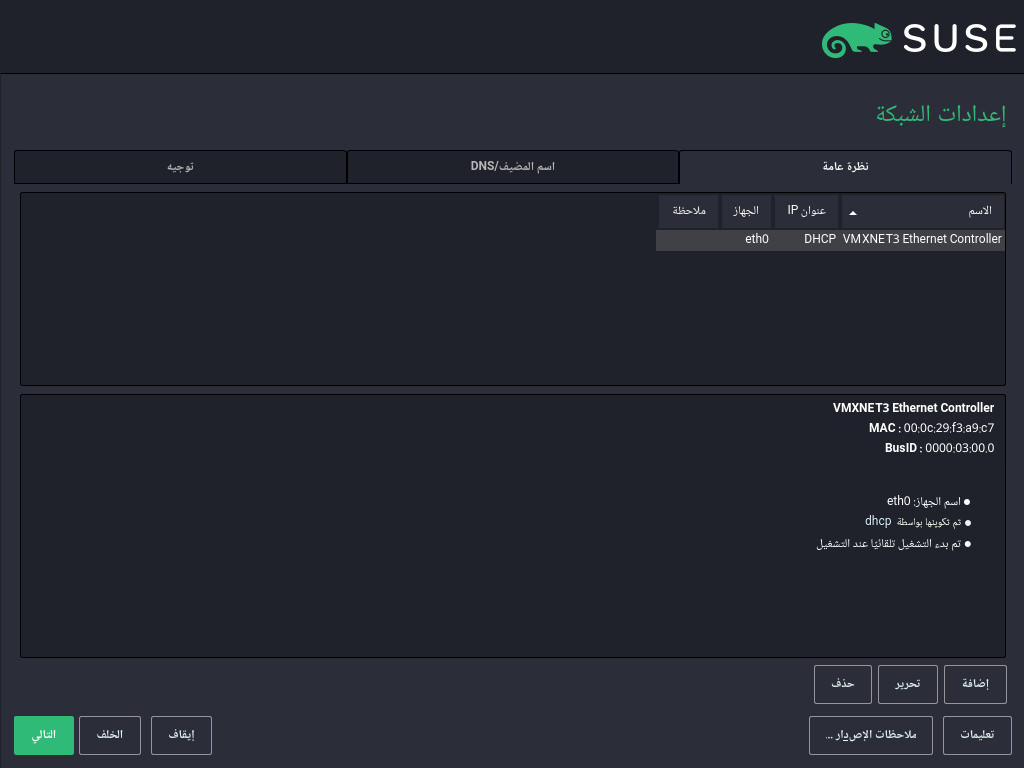 SUSE
إعدادات الشبكة
نظرة عامة
اسم المضيف/DNS
توجيه
الاسم
عنوان IP
الجهاز
ملاحظة
VMXNET3 Ethernet Controller
DHCP
eth0
VMXNET3 Ethernet Controller
MAC : 00:0c:29:f3:a9:c7
BusID : 0000:03:00.0
اسم الجهاز: eth0
تم تكوينها بواسطة dhcp
تم بدء التشغيل تلقائيًا عند التشغيل
إضافة
تحرير
حذف
تعليمات
ملاحظات الإصدار ...
إيقاف
الخلف
التالي